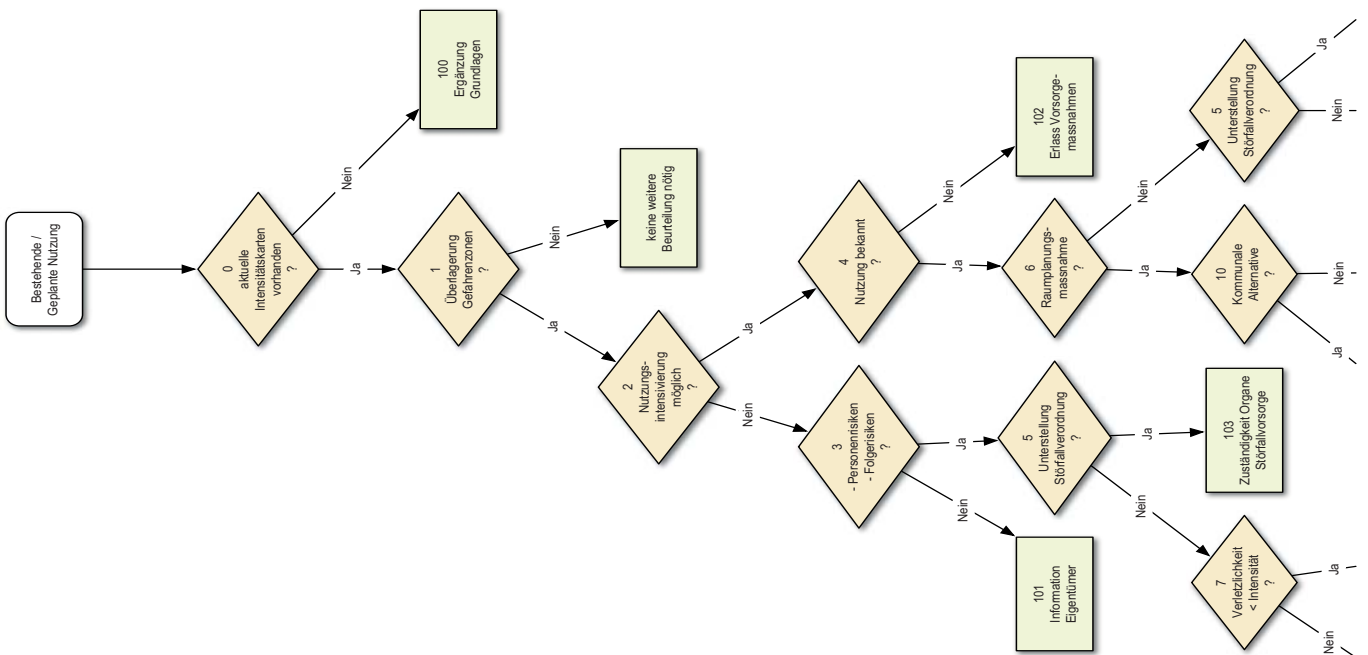 Bestehende /
Geplante Nutzung
0
aktuelle
Intensitätskarten
vorhanden
?
Nein
100
Ergänzung
Grundlagen
Ja
1
Überlagerung
Gefahrenzonen
?
Nein
keine weitere
Beurteilung nötig
Ja
2
Nutzungs-
intensivierung
möglich
?
Nein
Ja
3
- Personenrisiken
- Folgerisiken
?
4
Nutzung bekannt
?
Nein
Ja
Ja
Nein
101
Information
Eigentümer
5
Unterstellung
Störfallverordnung
?
6
Raumplanungs-
massnahme
?
102
Erlass Vorsorge-
massnahmen
Nein
Ja
Ja
Nein
7
Verletzlichkeit
< Intensität
?
103
Zuständigkeit Organe
Störfallvorsorge
10
Kommunale
Alternative
?
5
Unterstellung
Störfallverordnung
?
Nein
Ja
Ja
Nein
Nein
Ja